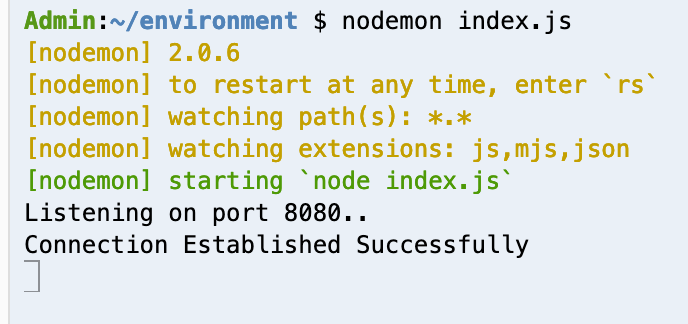 Admin:~/environment $ nodemon index.js
[nodemon] 2.0.6
[nodemon] to restart at any time, enter `rs`
[nodemon] watching path(s): *.*
[nodemon] watching extensions: js,mjs,json
[nodemon] starting `node index.js`
Listening on port 8080..
Connection Established Successfully